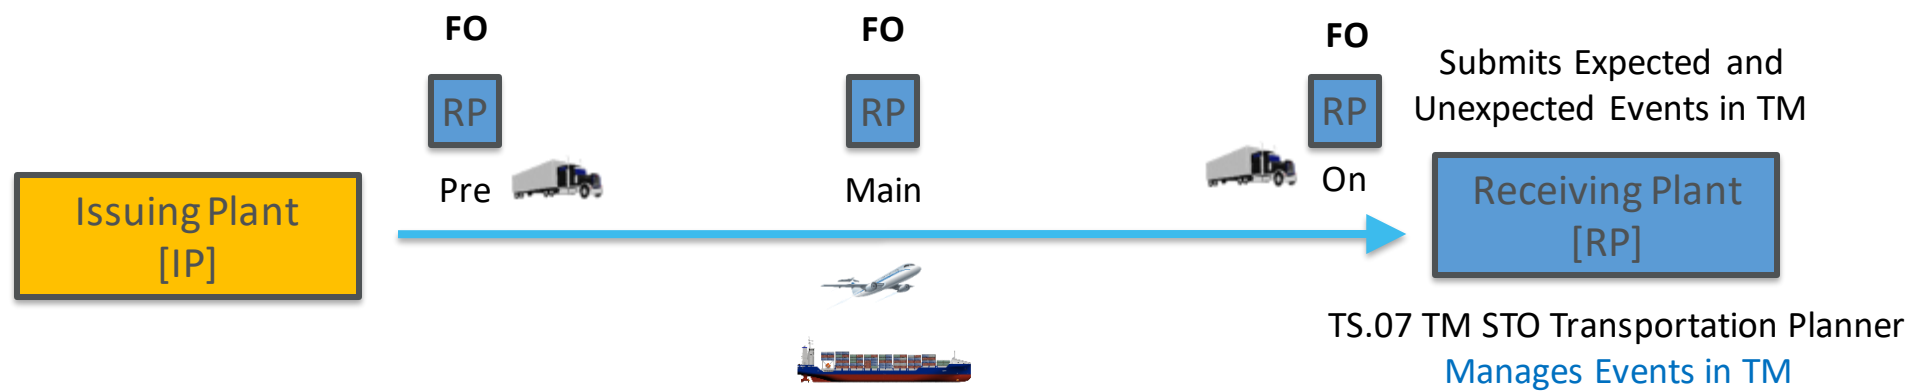 FO
FO
FO
RP
RP
RP
Submits Expected and
Unexpected Events in TM
Pre
Main
On
Issuing Plant
[IP]
Receiving Plant
[RP]
TS.07 TM STO Transportation Planner
Manages Events in TM